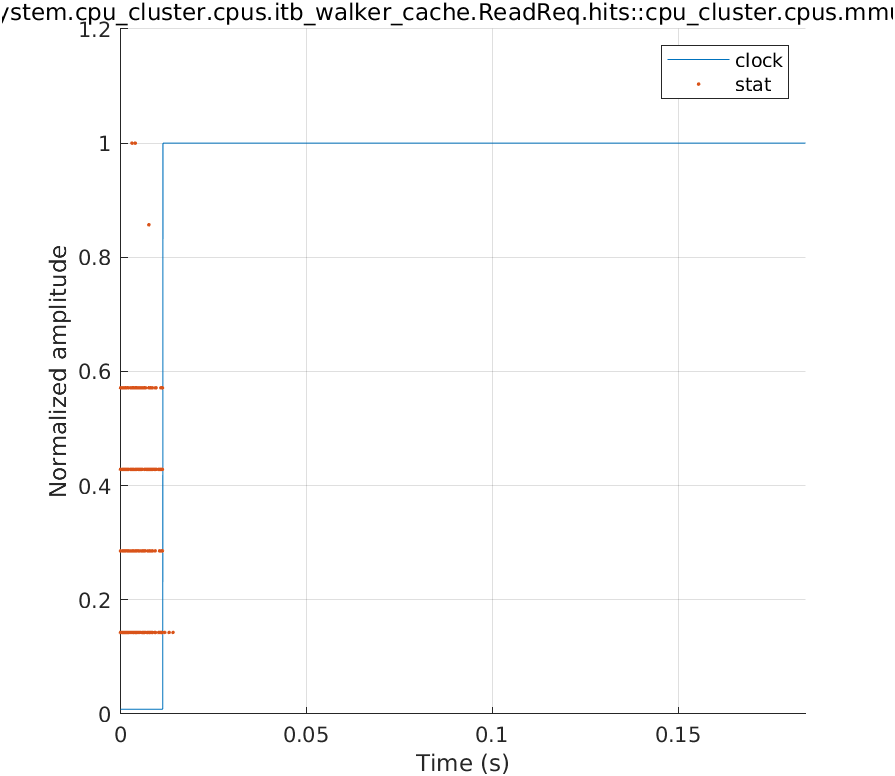 ystem.cpu_cluster.cpus.itb_walker_cache.ReadReq.hits::cpu_cluster.cpus.mmu
1.2
1
0.8
0.6
0.4
0.2
0
0
0.05
0.1
0.15
Normalized amplitude
Time (s)
clock
stat